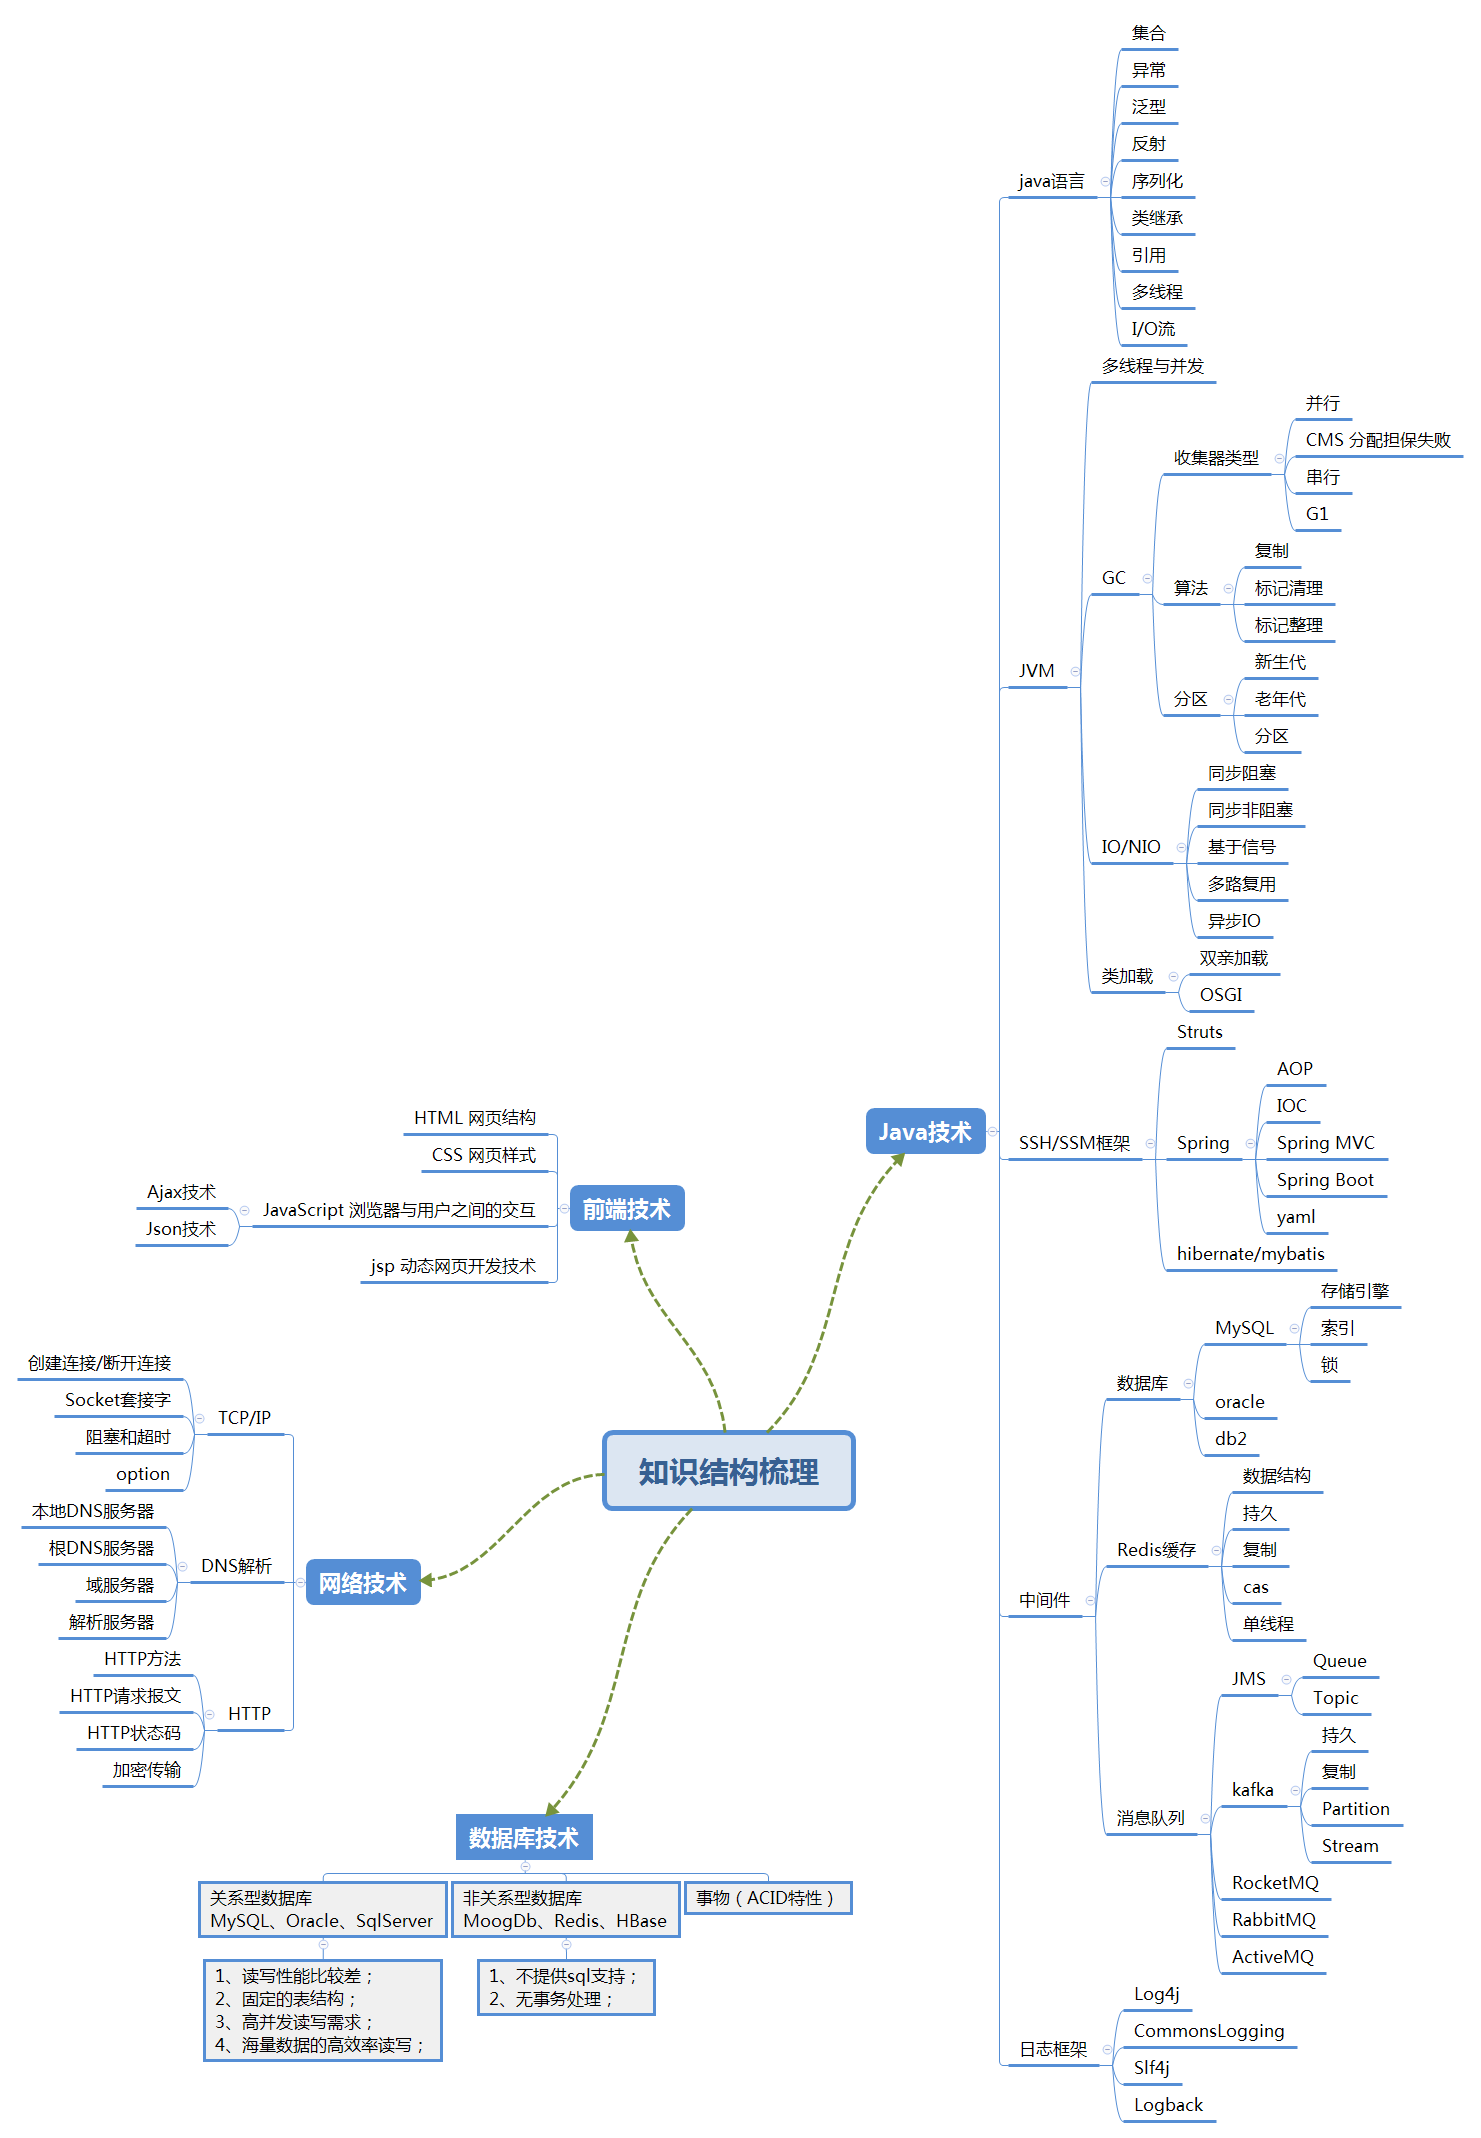 知识结构梳理
Java技术
java语言
集合
异常
泛型
反射
序列化
类继承
引用
多线程
I/O流
JVM
多线程与并发
GC
收集器类型
并行
CMS 分配担保失败
串行
G1
算法
复制
标记清理
标记整理
分区
新生代
老年代
分区
IO/NIO
同步阻塞
同步非阻塞
基于信号
多路复用
异步IO
类加载
双亲加载
OSGI
SSH/SSM框架
Struts
Spring
AOP
IOC
Spring MVC
Spring Boot
yaml
hibernate/mybatis
中间件
数据库
MySQL
存储引擎
索引
锁
oracle
db2
Redis缓存
数据结构
持久
复制
cas
单线程
消息队列
JMS
Queue
Topic
kafka
持久
复制
Partition
Stream
RocketMQ
RabbitMQ
ActiveMQ
日志框架
Log4j
CommonsLogging
Slf4j
Logback
前端技术
HTML 网页结构
CSS 网页样式
JavaScript 浏览器与用户之间的交互
Ajax技术
Json技术
jsp 动态网页开发技术
网络技术
TCP/IP
创建连接/断开连接
Socket套接字
阻塞和超时
option
DNS解析
本地DNS服务器
根DNS服务器
域服务器
解析服务器
HTTP
HTTP方法
HTTP请求报文
HTTP状态码
加密传输
数据库技术
关系型数据库
MySQL、Oracle、SqlServer
1、读写性能比较差；
2、固定的表结构；
3、高并发读写需求；
4、海量数据的高效率读写；
非关系型数据库
MoogDb、Redis、HBase
1、不提供sql支持；
2、无事务处理；
事物（ACID特性）